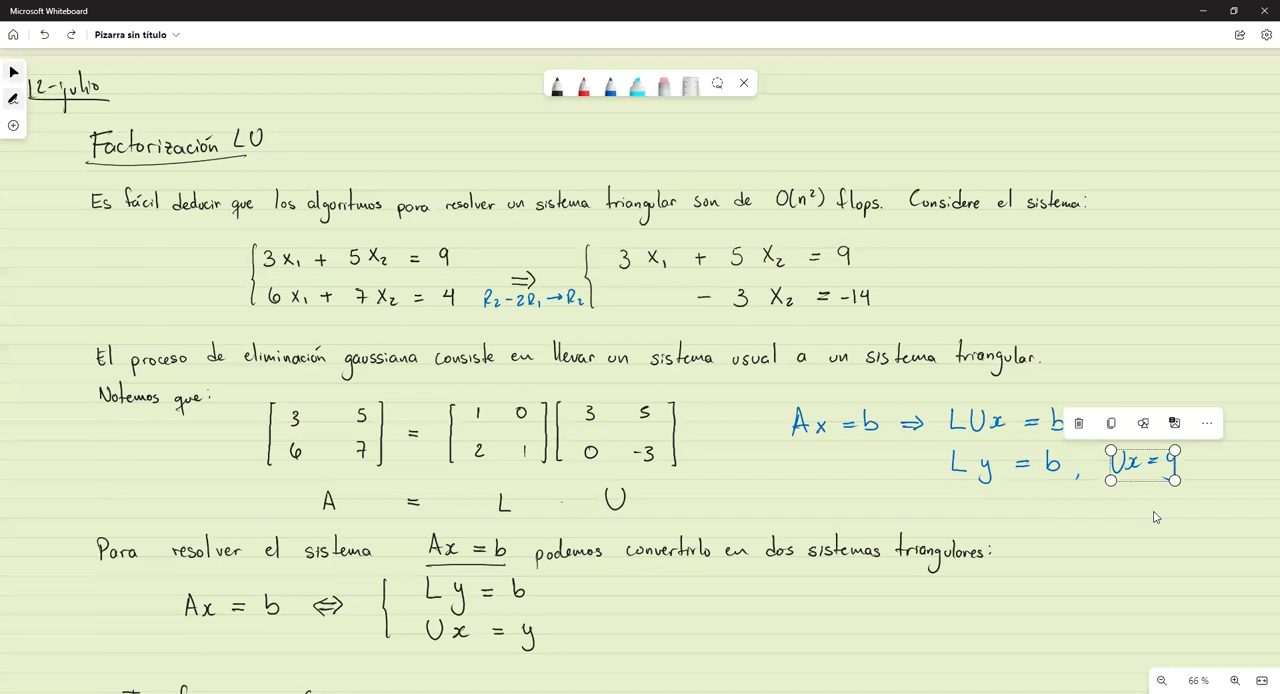 Microsoft Whiteboard
Pizarra sin título
12-julio
Factorización LU
Es fácil deducir que los algoritmos para resolver un sistema triangular son de O(n²) flops. Considere el sistema:
3 x₁ + 5 x₂ = 9
6 x₁ + 7 x₂ = 4
⇒
R₂ - 2R₁ → R₂
3 x₁ + 5 x₂ = 9
- 3 x₂ = -14
El proceso de eliminación gaussiana consiste en llevar un sistema usual a un sistema triangular.
Notemos que:
[3 5; 6 7] = [1 0; 2 1] [3 5; 0 -3]
A = L . U
Ax = b ⇒ LUx = b
Ly = b, Ux = y
Para resolver el sistema Ax = b podemos convertirlo en dos sistemas triangulares:
Ax = b ⇔ { Ly = b
Ux = y
66 %